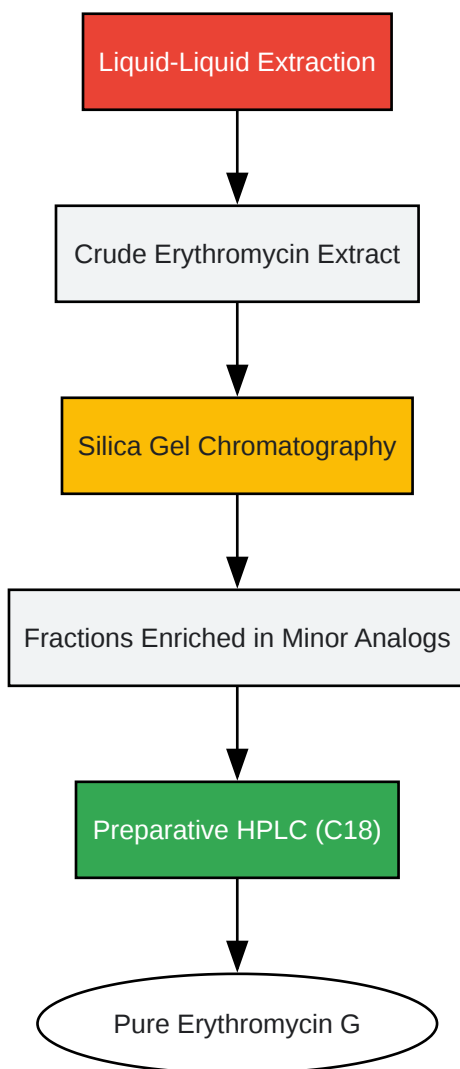 Liquid-Liquid Extraction
Crude Erythromycin Extract
Silica Gel Chromatography
Fractions Enriched in Minor Analogs
Preparative HPLC (C18)
Pure Erythromycin G